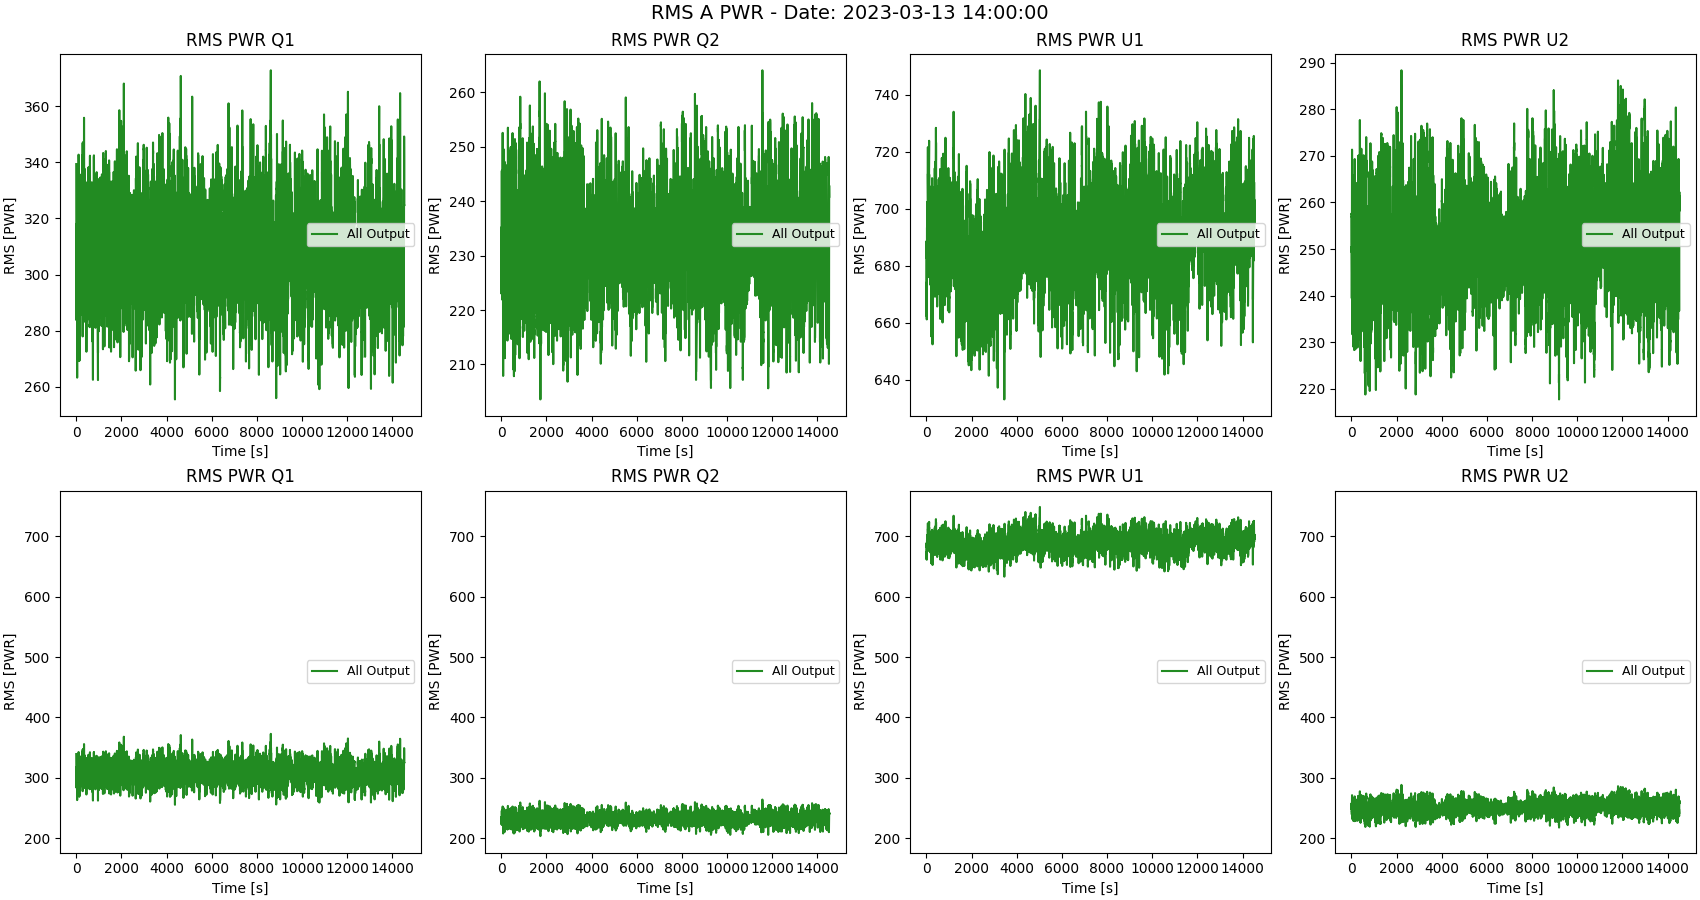 RMS A PWR - Date: 2023-03-13 14:00:00
RMS PWR Q1
RMS [PWR]
360
340
320
300
280
260
All Output
0 2000 4000 6000 8000 10000 12000 14000
Time [s]
RMS PWR Q2
RMS [PWR]
260
250
240
230
220
210
All Output
0 2000 4000 6000 8000 10000 12000 14000
Time [s]
RMS PWR U1
RMS [PWR]
740
720
700
680
660
640
All Output
0 2000 4000 6000 8000 10000 12000 14000
Time [s]
RMS PWR U2
RMS [PWR]
290
280
270
260
250
240
230
220
All Output
0 2000 4000 6000 8000 10000 12000 14000
Time [s]
RMS PWR Q1
RMS [PWR]
700
600
500
400
300
200
All Output
0 2000 4000 6000 8000 10000 12000 14000
Time [s]
RMS PWR Q2
RMS [PWR]
700
600
500
400
300
200
All Output
0 2000 4000 6000 8000 10000 12000 14000
Time [s]
RMS PWR U1
RMS [PWR]
700
600
500
400
300
200
All Output
0 2000 4000 6000 8000 10000 12000 14000
Time [s]
RMS PWR U2
RMS [PWR]
700
600
500
400
300
200
All Output
0 2000 4000 6000 8000 10000 12000 14000
Time [s]